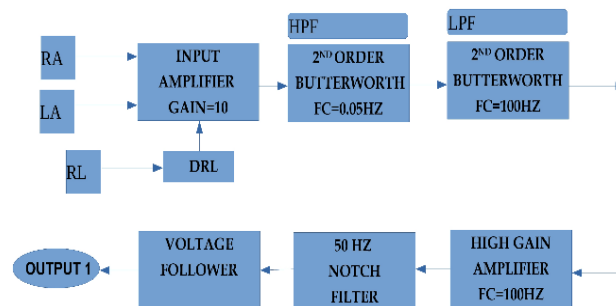 HPF
LPF
RA
LA
RL
INPUT
AMPLIFIER
GAIN=10
DRL
2ND ORDER
BUTTERWORTH
FC=0.05HZ
2ND ORDER
BUTTERWORTH
FC=100HZ
OUTPUT 1
VOLTAGE
FOLLOWER
50 HZ
NOTCH
FILTER
HIGH GAIN
AMPLIFIER
FC=100HZ